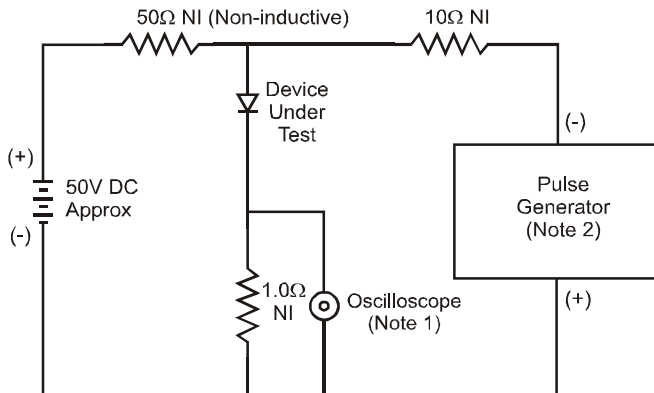 50Ω NI (Non-inductive)
10Ω NI
Device
Under
Test
(-)
(+)
50V DC
Approx
(-)
Pulse
Generator
(Note 2)
1.0Ω
NI
Oscilloscope
(Note 1)
(+)